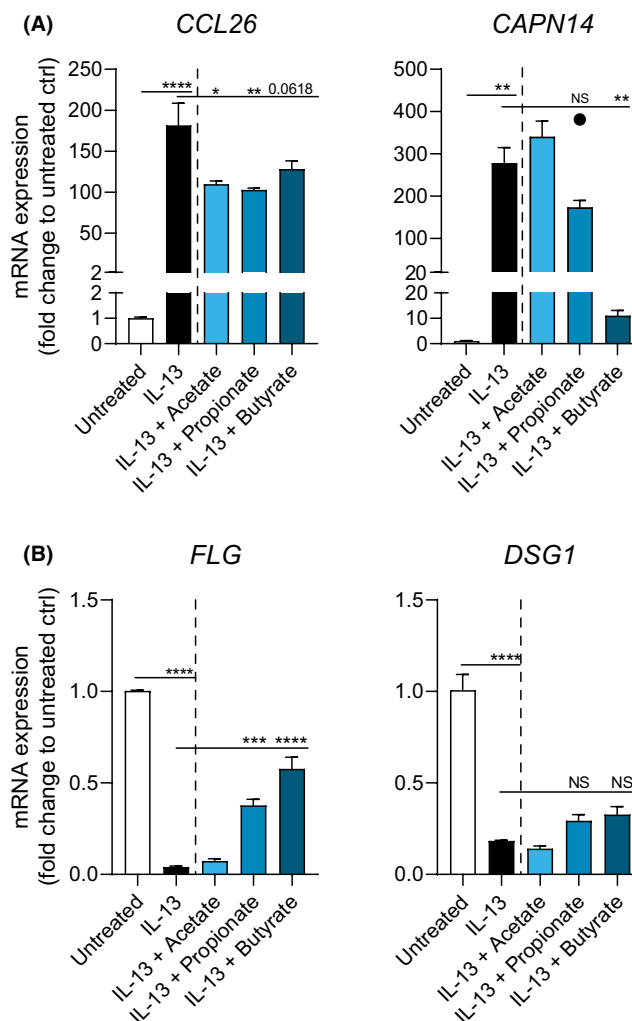 (A)
CCL26
CAPN14
mRNA expression
(fold change to untreated ctrl)
250
200
150
100
50
2
2
1
0
**** * ** 0.0618
500
400
300
200
100
20
20
10
0
** NS **
Untreated
IL-13
IL-13 + Acetate
IL-13 + Propionate
IL-13 + Butyrate
Untreated
IL-13
IL-13 + Acetate
IL-13 + Propionate
IL-13 + Butyrate
(B)
FLG
DSG1
mRNA expression
(fold change to untreated ctrl)
1.5
1.0
0.5
0.0
****
*** ****
1.5
1.0
0.5
0.0
****
NS NS
Untreated
IL-13
IL-13 + Acetate
IL-13 + Propionate
IL-13 + Butyrate
Untreated
IL-13
IL-13 + Acetate
IL-13 + Propionate
IL-13 + Butyrate